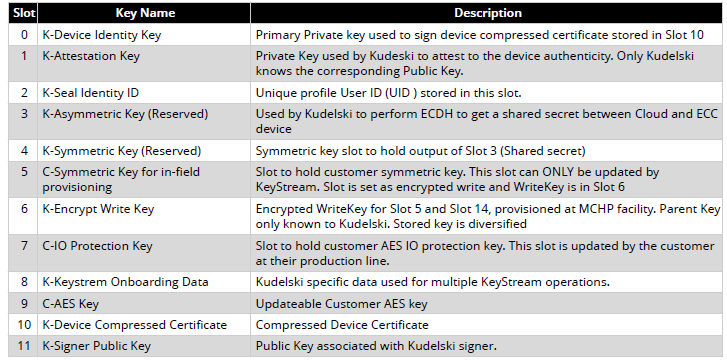 Slot Key Name Description
0 K-Device Identity Key Primary Private key used to sign device compressed certificate stored in Slot 10
1 K-Attestation Key Private Key used by Kudeski to attest to the device authenticity. Only Kudelski
knows the corresponding Public Key.
2 K-Seal Identity ID Unique profile User ID (UID ) stored in this slot.
3 K-Asymmetric Key (Reserved) Used by Kudelski to perform ECDH to get a shared secret between Cloud and ECC
device
4 K-Symmetric Key (Reserved) Symmetric key slot to hold output of Slot 3 (Shared secret)
5 C-Symmetric Key for in-field Slot to hold customer symmetric key. This slot can ONLY be updated by
provisioning KeyStream. Slot is set as encrypted write and WriteKey is in Slot 6
6 K-Encrypt Write Key Encrypted WriteKey for Slot 5 and Slot 14, provisioned at MCHP facility. Parent Key
only known to Kudelski. Stored key is diversified
7 C-IO Protection Key Slot to hold customer AES IO protection key. This slot is updated by the customer
at their production line.
8 K-Keystrem Onboarding Data Kudelski specific data used for multiple KeyStream operations.
9 C-AES Key Updateable Customer AES key
10 K-Device Compressed Certificate Compressed Device Certificate
11 K-Signer Public Key Public Key associated with Kudelski signer.